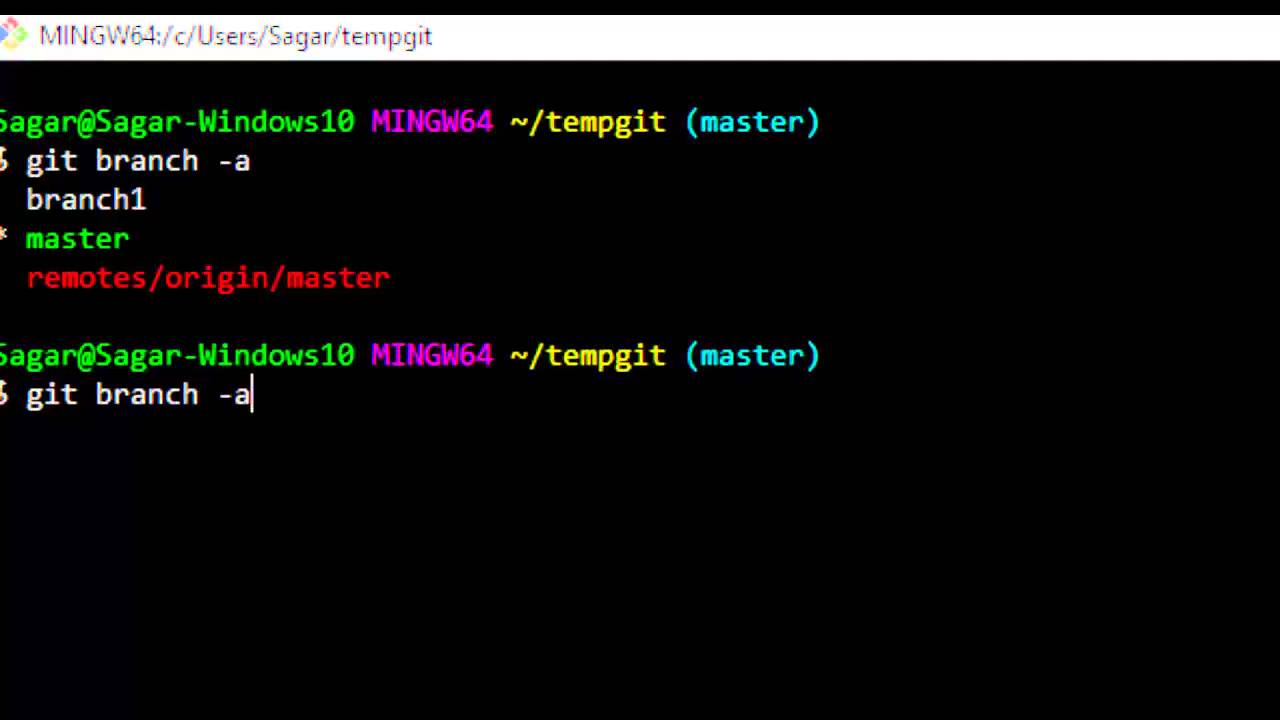 MINGW64:/c/Users/Sagar/tempgit
Sagar@Sagar-Windows10 MINGW64 ~/tempgit (master)
$ git branch -a
branch1
* master
remotes/origin/master
Sagar@Sagar-Windows10 MINGW64 ~/tempgit (master)
$ git branch -a